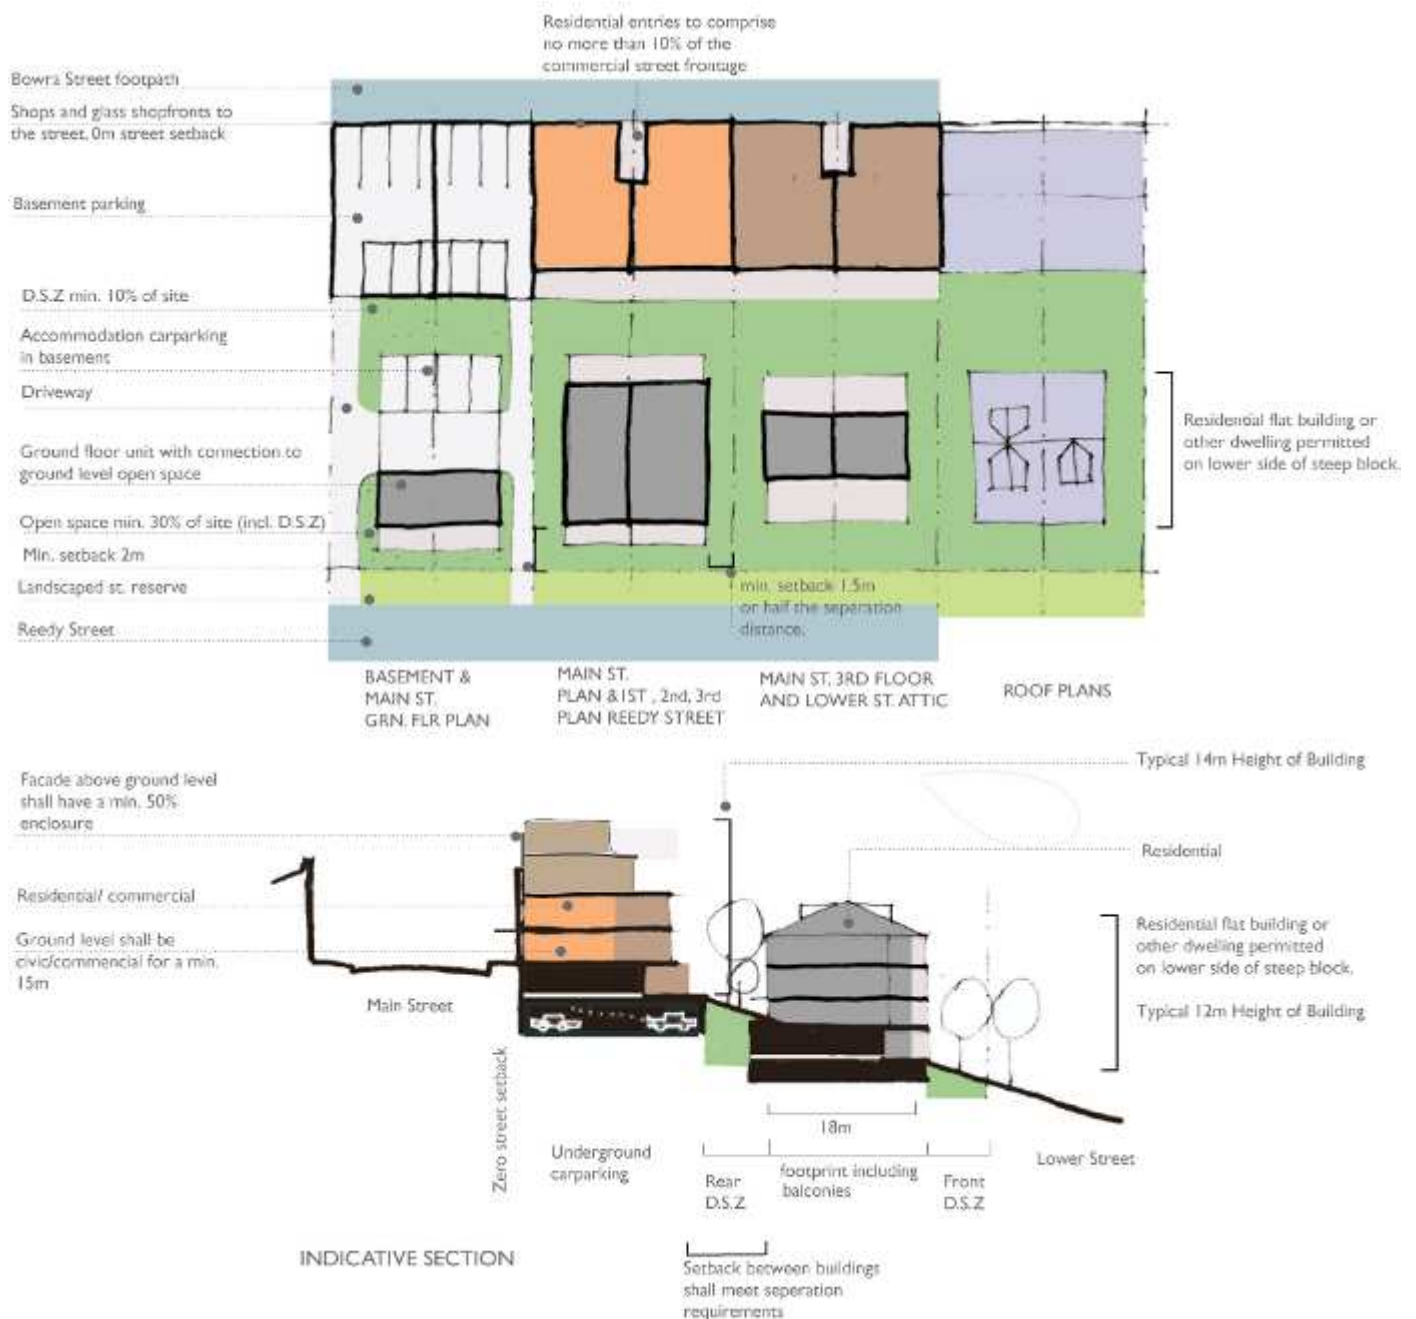 Residential entries to comprise
no more than 10% of the
commercial street frontage
Bowra Street footpath
Shops and glass shopfronts to
the street, 0m street setback
Basement parking
D.S.Z min. 10% of site
Accommodation carparking
in basement
Driveway
Ground floor unit with connection to
ground level open space
Open space min. 30% of site (incl. D.S.Z)
Min. setback 2m
Landscaped st. reserve
Reedy Street
Residential flat building or
other dwelling permitted
on lower side of steep block.
min. setback 1.5m
or half the seperation
distance.
BASEMENT &
MAIN ST.
GRN. FLR PLAN
MAIN ST.
PLAN &1ST , 2nd, 3rd
PLAN REEDY STREET
MAIN ST. 3RD FLOOR
AND LOWER ST. ATTIC
ROOF PLANS
Facade above ground level
shall have a min. 50%
enclosure
Residential/ commercial
Ground level shall be
civic/commencial for a min.
15m
Main Street
Typical 14m Height of Building
Residential
Residential flat building or
other dwelling permitted
on lower side of steep block.
Typical 12m Height of Building
Zero street setback
Underground
carparking
18m
Rear
D.S.Z
footprint including
balconies
Front
D.S.Z
Lower Street
INDICATIVE SECTION
Setback between buildings
shall meet seperation
requirements